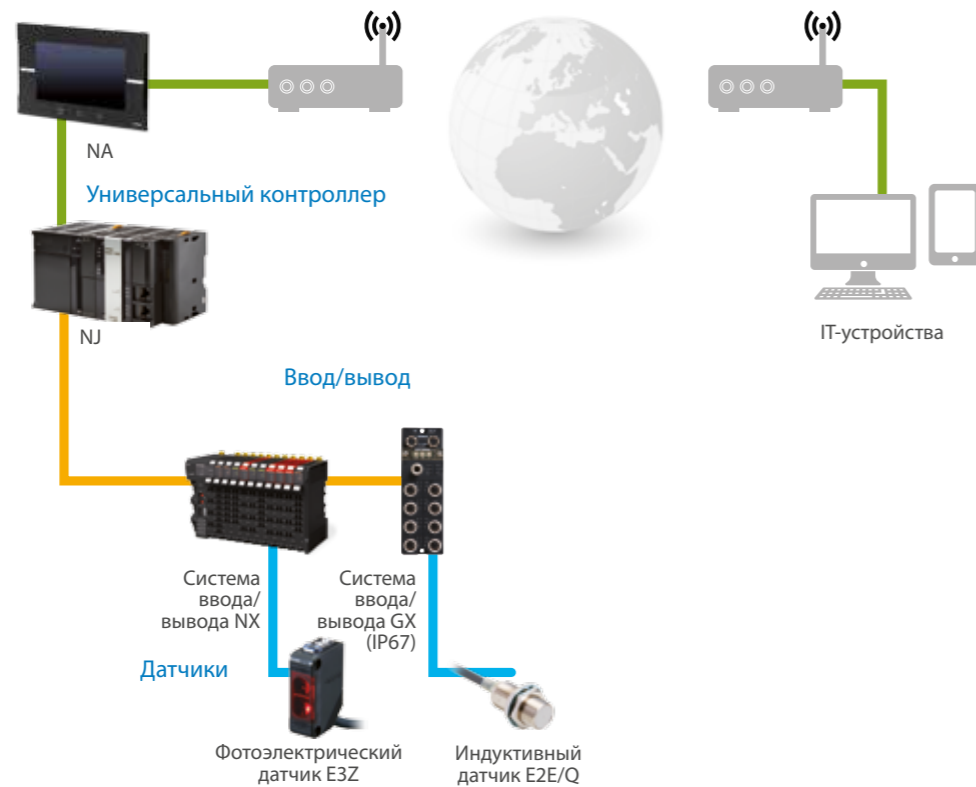 NA
Универсальный контроллер
NJ
IT-устройства
Ввод/вывод
Система
ввода/
вывода NX
Система
ввода/
вывода GX
(IP67)
Датчики
Фотоэлектрический
датчик E3Z
Индуктивный
датчик E2E/Q